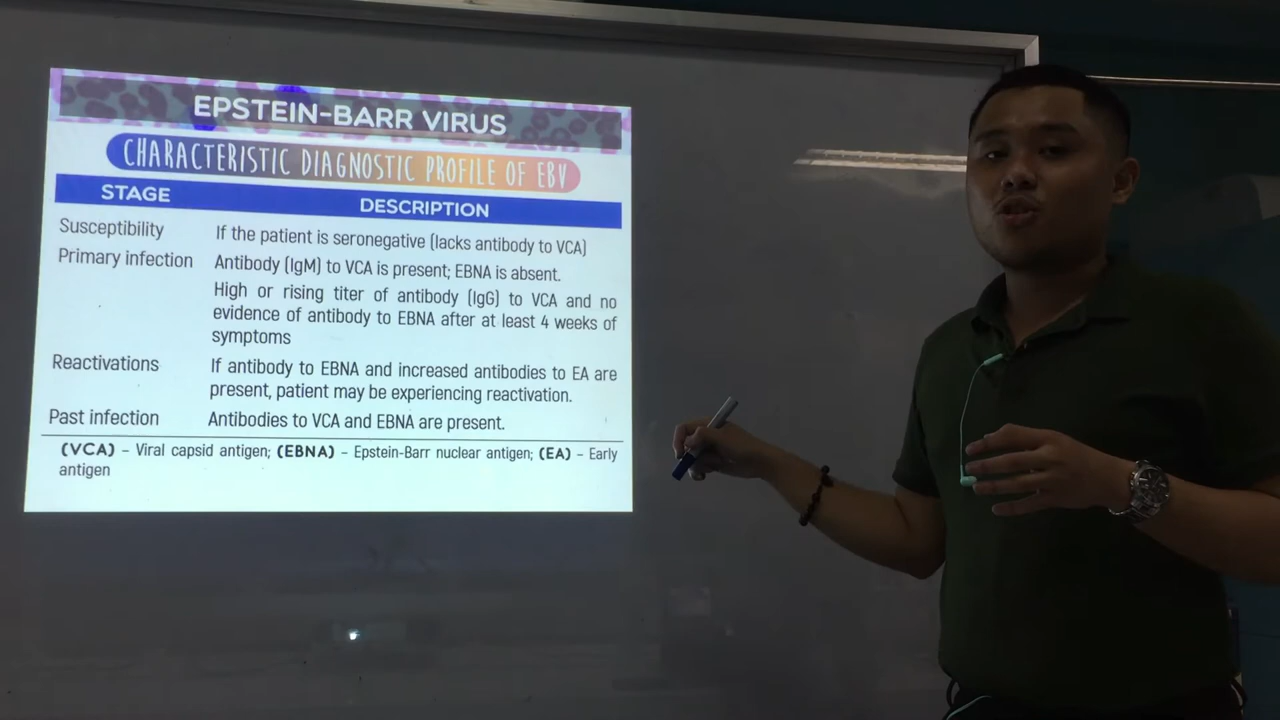 EPSTEIN-BARR VIRUS
CHARACTERISTIC DIAGNOSTIC PROFILE OF EBV
STAGE DESCRIPTION
Susceptibility If the patient is seronegative (lacks antibody to VCA)
Primary infection Antibody (IgM) to VCA is present; EBNA is absent.
High or rising titer of antibody (IgG) to VCA and no
evidence of antibody to EBNA after at least 4 weeks of
symptoms
Reactivations If antibody to EBNA and increased antibodies to EA are
present, patient may be experiencing reactivation.
Past infection Antibodies to VCA and EBNA are present.
(VCA) – Viral capsid antigen; (EBNA) – Epstein-Barr nuclear antigen; (EA) – Early
antigen